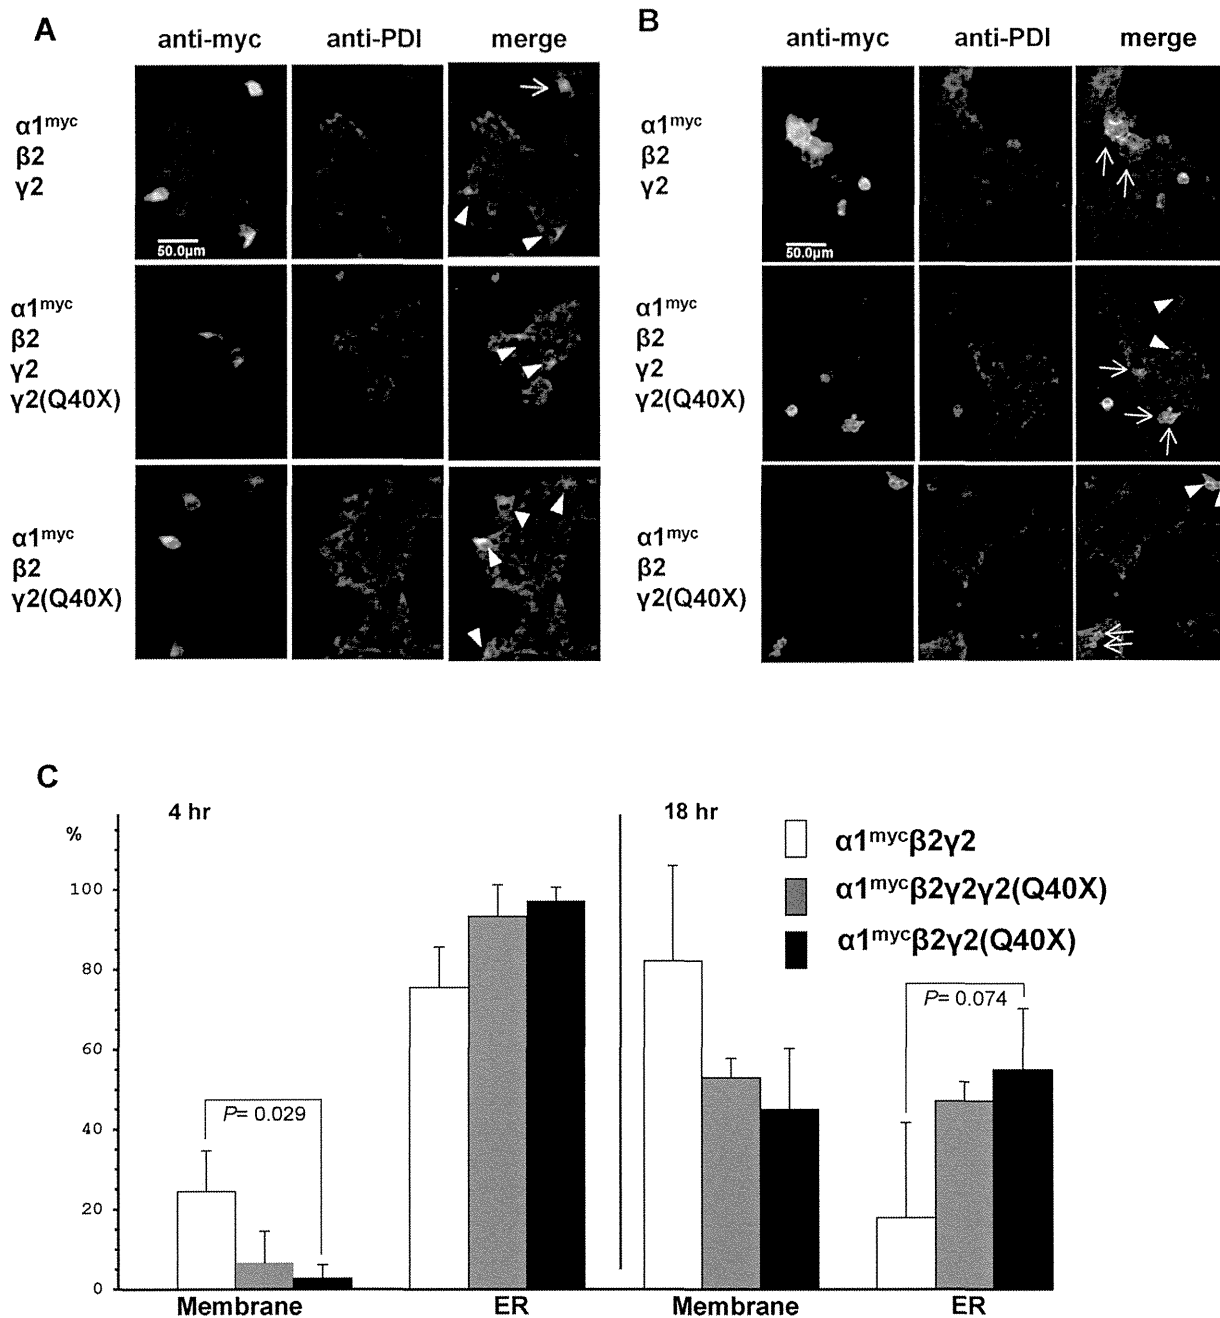 A
anti-myc anti-PDI merge
α1myc
β2
γ2
50.0μm
α1myc
β2
γ2
γ2(Q40X)
α1myc
β2
γ2(Q40X)
B
anti-myc anti-PDI merge
α1myc
β2
γ2
50.0μm
α1myc
β2
γ2
γ2(Q40X)
α1myc
β2
γ2(Q40X)
C
4 hr
18 hr
%
100
80
60
40
20
0
P= 0.029
P= 0.074
α1mycβ2γ2
α1mycβ2γ2γ2(Q40X)
α1mycβ2γ2(Q40X)
Membrane ER Membrane ER